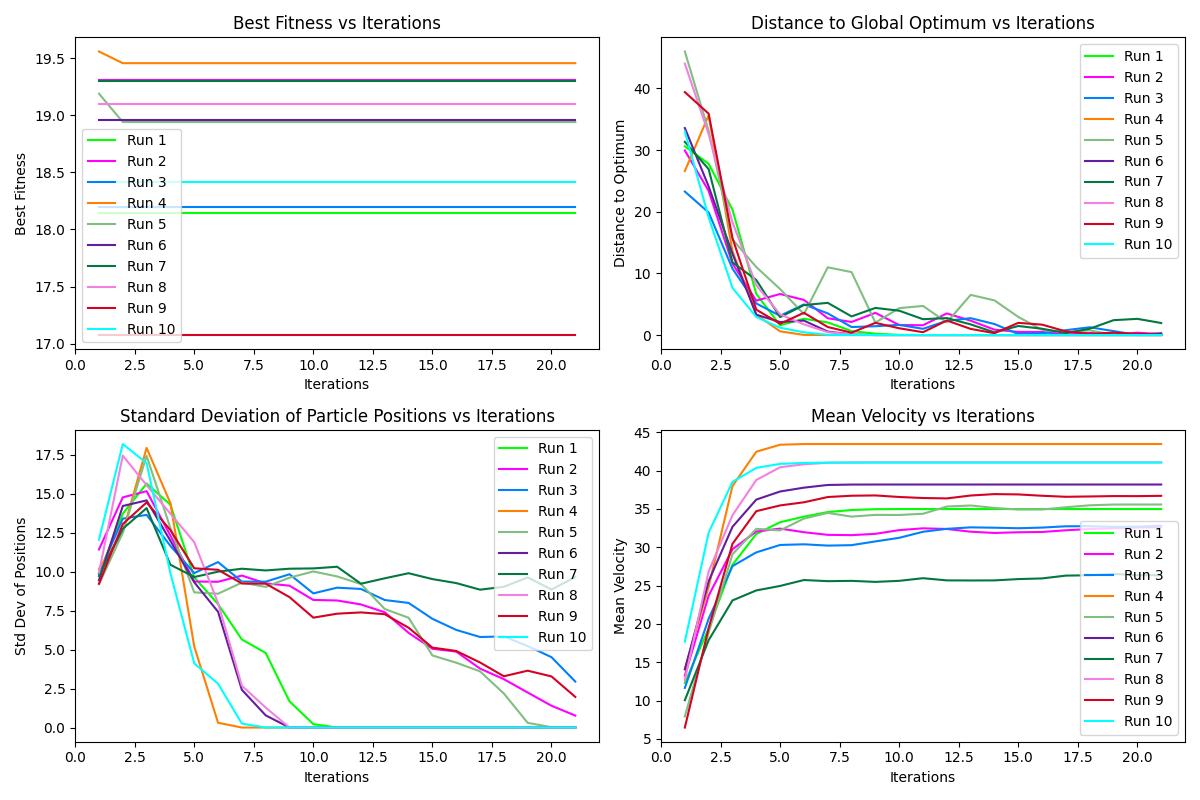 Best Fitness vs Iterations
Best Fitness
19.5
19.0
18.5
18.0
17.5
17.0
Run 1
Run 2
Run 3
Run 4
Run 5
Run 6
Run 7
Run 8
Run 9
Run 10
0.0 2.5 5.0 7.5 10.0 12.5 15.0 17.5 20.0
Iterations
Distance to Global Optimum vs Iterations
Distance to Optimum
40
30
20
10
0
Run 1
Run 2
Run 3
Run 4
Run 5
Run 6
Run 7
Run 8
Run 9
Run 10
0.0 2.5 5.0 7.5 10.0 12.5 15.0 17.5 20.0
Iterations
Standard Deviation of Particle Positions vs Iterations
Std Dev of Positions
17.5
15.0
12.5
10.0
7.5
5.0
2.5
0.0
Run 1
Run 2
Run 3
Run 4
Run 5
Run 6
Run 7
Run 8
Run 9
Run 10
0.0 2.5 5.0 7.5 10.0 12.5 15.0 17.5 20.0
Iterations
Mean Velocity vs Iterations
Mean Velocity
45
40
35
30
25
20
15
10
5
Run 1
Run 2
Run 3
Run 4
Run 5
Run 6
Run 7
Run 8
Run 9
Run 10
0.0 2.5 5.0 7.5 10.0 12.5 15.0 17.5 20.0
Iterations